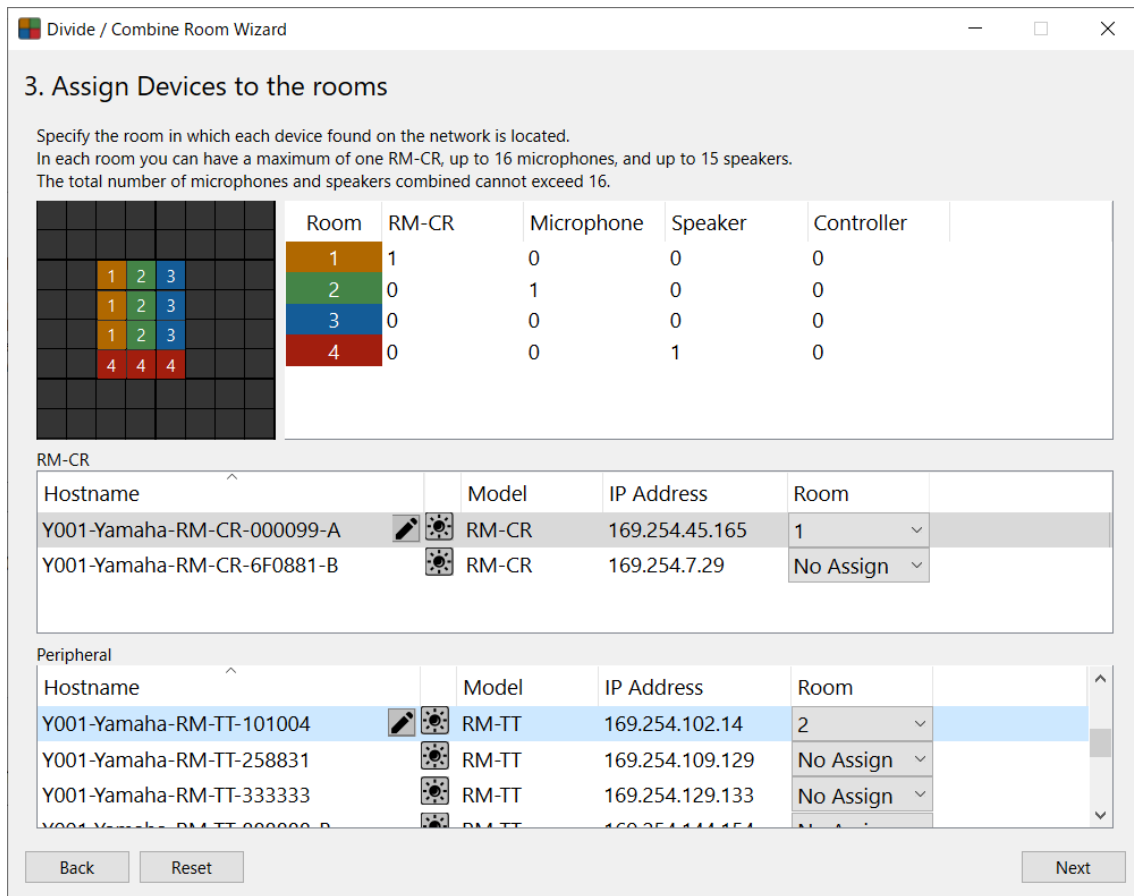 Divide / Combine Room Wizard
3. Assign Devices to the rooms
Specify the room in which each device found on the network is located.
In each room you can have a maximum of one RM-CR, up to 16 microphones, and up to 15 speakers.
The total number of microphones and speakers combined cannot exceed 16.
1 2 3
1 2 3
1 2 3
4 4 4
Room RM-CR Microphone Speaker Controller
1 1 0 0 0
2 0 1 0 0
3 0 0 0 0
4 0 0 1 0
RM-CR
Hostname Model IP Address Room
Y001-Yamaha-RM-CR-000099-A RM-CR 169.254.45.165 1
Y001-Yamaha-RM-CR-6F0881-B RM-CR 169.254.7.29 No Assign
Peripheral
Hostname Model IP Address Room
Y001-Yamaha-RM-TT-101004 RM-TT 169.254.102.14 2
Y001-Yamaha-RM-TT-258831 RM-TT 169.254.109.129 No Assign
Y001-Yamaha-RM-TT-333333 RM-TT 169.254.129.133 No Assign
Back Reset Next